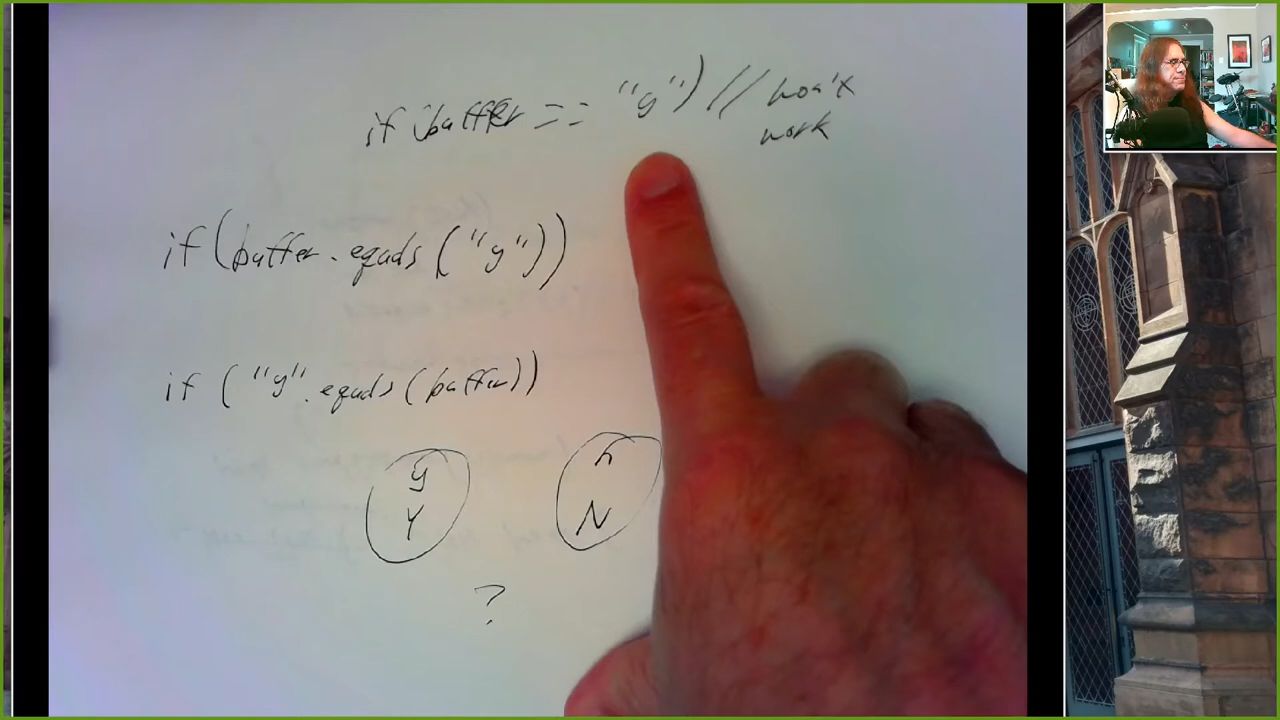 if (buffer == "y") // won't
work
if (buffer.equals("y"))
if ("y".equals(buffer))
y n
Y N
?